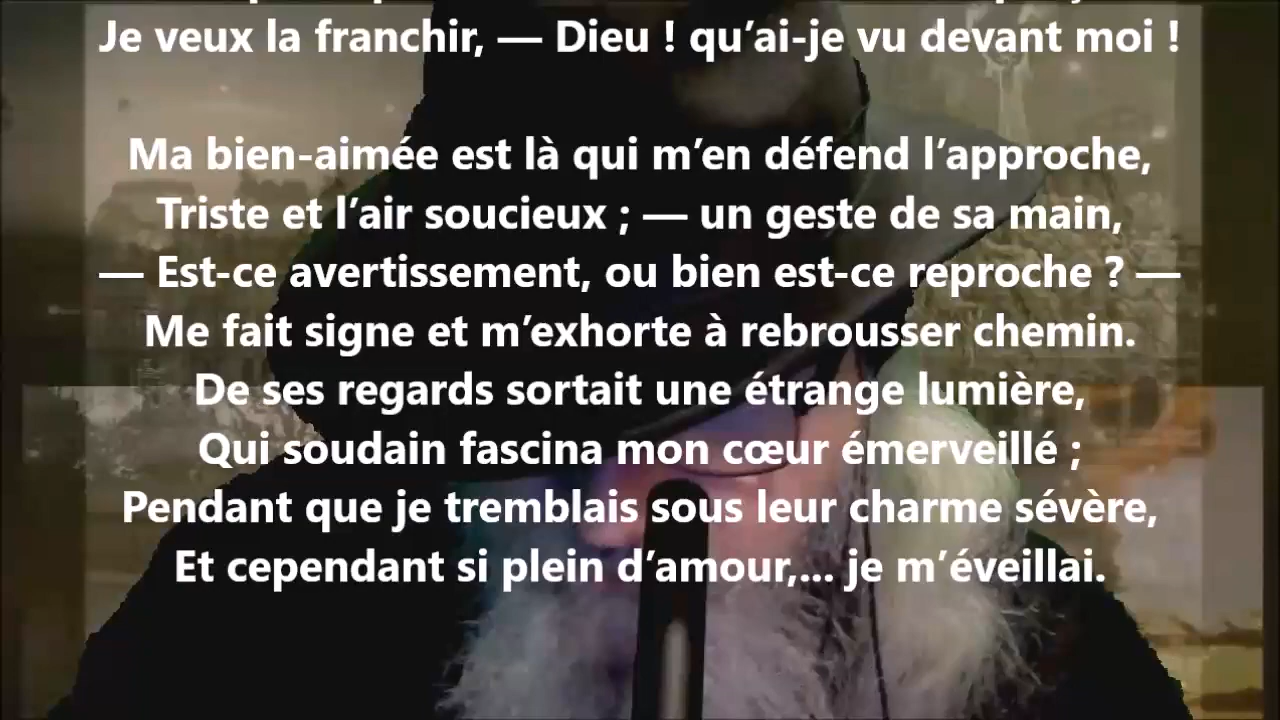 Je veux la franchir, — Dieu ! qu’ai-je vu devant moi !
Ma bien-aimée est là qui m’en défend l’approche,
Triste et l’air soucieux ; — un geste de sa main,
— Est-ce avertissement, ou bien est-ce reproche ? —
Me fait signe et m’exhorte à rebrousser chemin.
De ses regards sortait une étrange lumière,
Qui soudain fascina mon cœur émerveillé ;
Pendant que je tremblais sous leur charme sévère,
Et cependant si plein d’amour,... je m’éveillai.